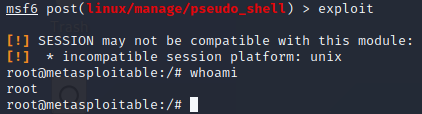 msf6 post(linux/manage/pseudo_shell) > exploit
[!] SESSION may not be compatible with this module:
[!]  * incompatible session platform: unix
root@metasploitable:/# whoami
root
root@metasploitable:/#